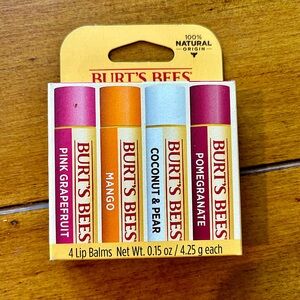 100%
NATURAL
ORIGIN
BURT'S BEES
PINK GRAPEFRUIT
BURT'S BEES
MANGO
BURT'S BEES
COCONUT & PEAR
BURT'S BEES
POMEGRANATE
BURT'S BEES
4 Lip Balms Net Wt. 0.15 oz / 4.25 g each